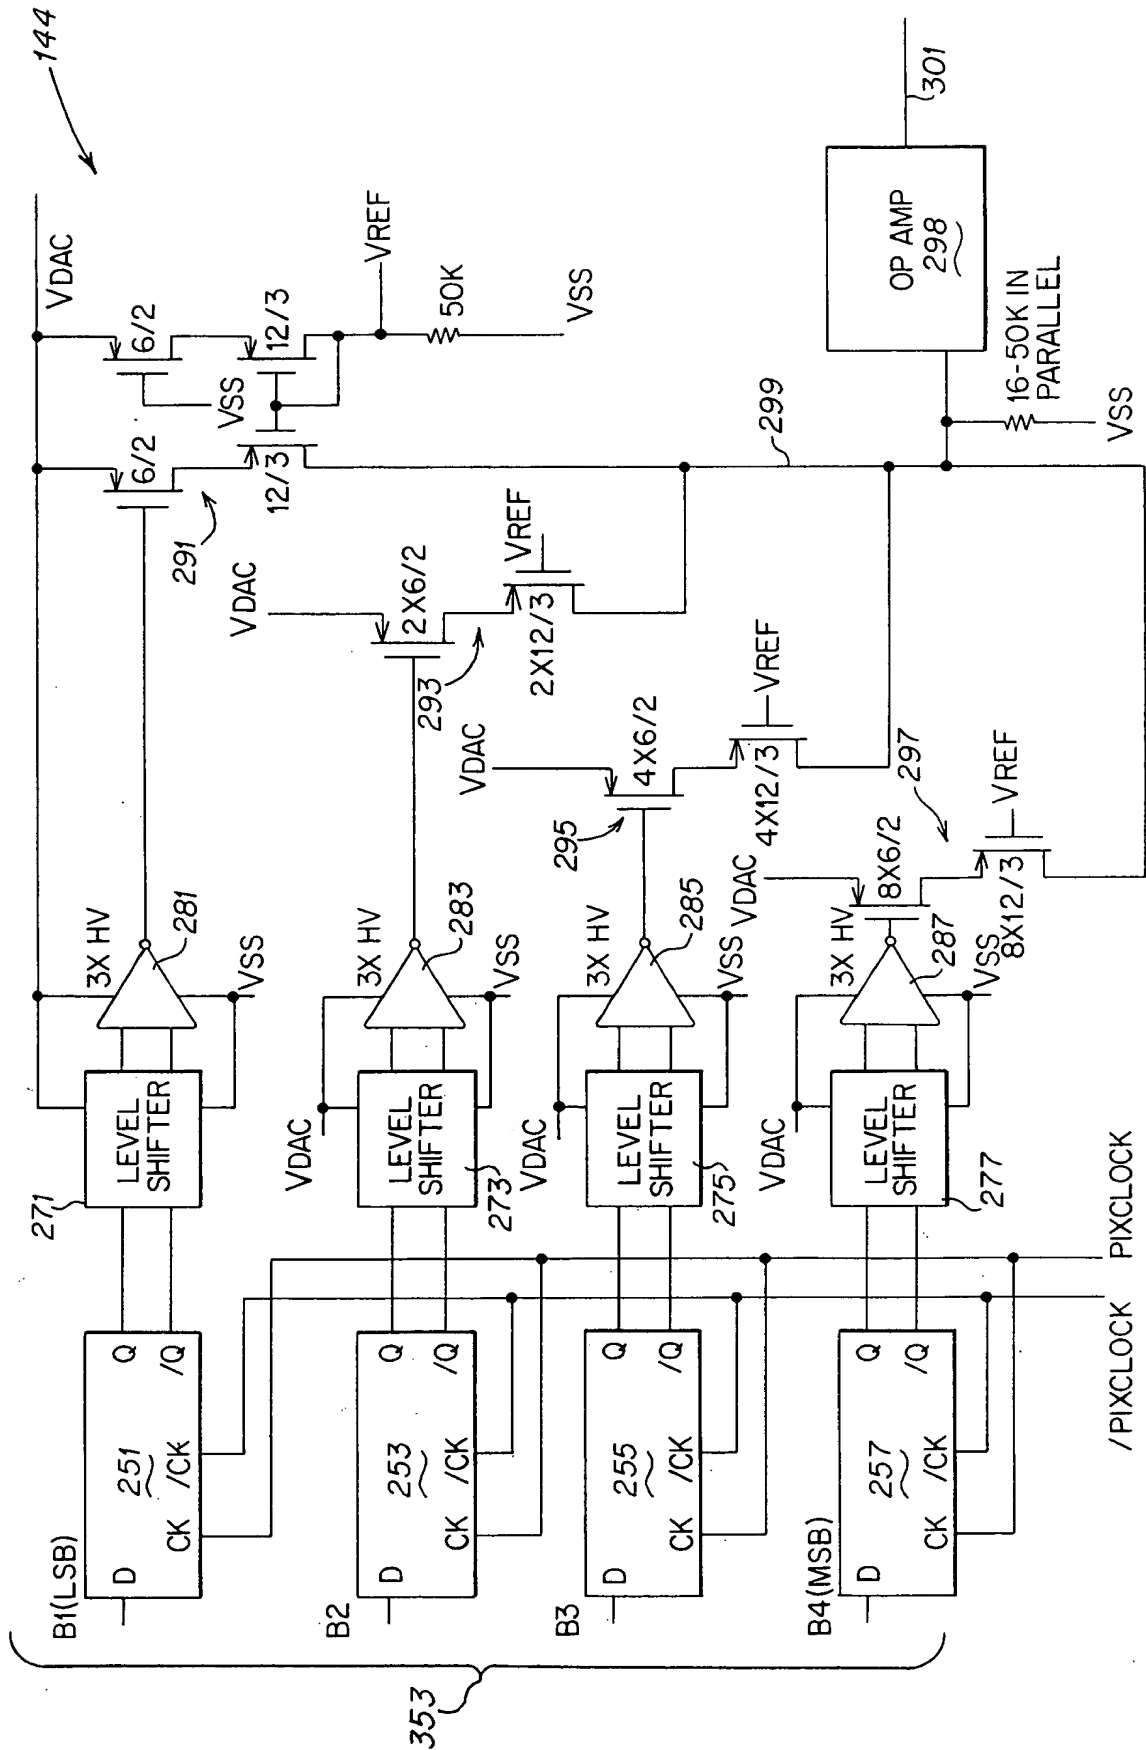 144
VDAC
6/2
12/3
VREF
50K
VSS
VSS
6/2
12/3
291
299
301
OP AMP
298
16-50K IN
PARALLEL
VSS
VDAC
2X6/2
293
2X12/3
VREF
VDAC
4X6/2
295
4X12/3
VREF
VDAC
8X6/2
297
8X12/3
VREF
3X HV
281
VSS
3X HV
283
VSS
3X HV
285
VSS
3X HV
287
VSS
LEVEL
SHIFTER
271
VDAC
LEVEL
SHIFTER
273
VDAC
LEVEL
SHIFTER
275
VDAC
LEVEL
SHIFTER
277
B1(LSB)
D
251
Q
/Q
CK
/CK
B2
D
253
Q
/Q
CK
/CK
B3
D
255
Q
/Q
CK
/CK
B4(MSB)
D
257
Q
/Q
CK
/CK
PIXCLOCK
/PIXCLOCK
353